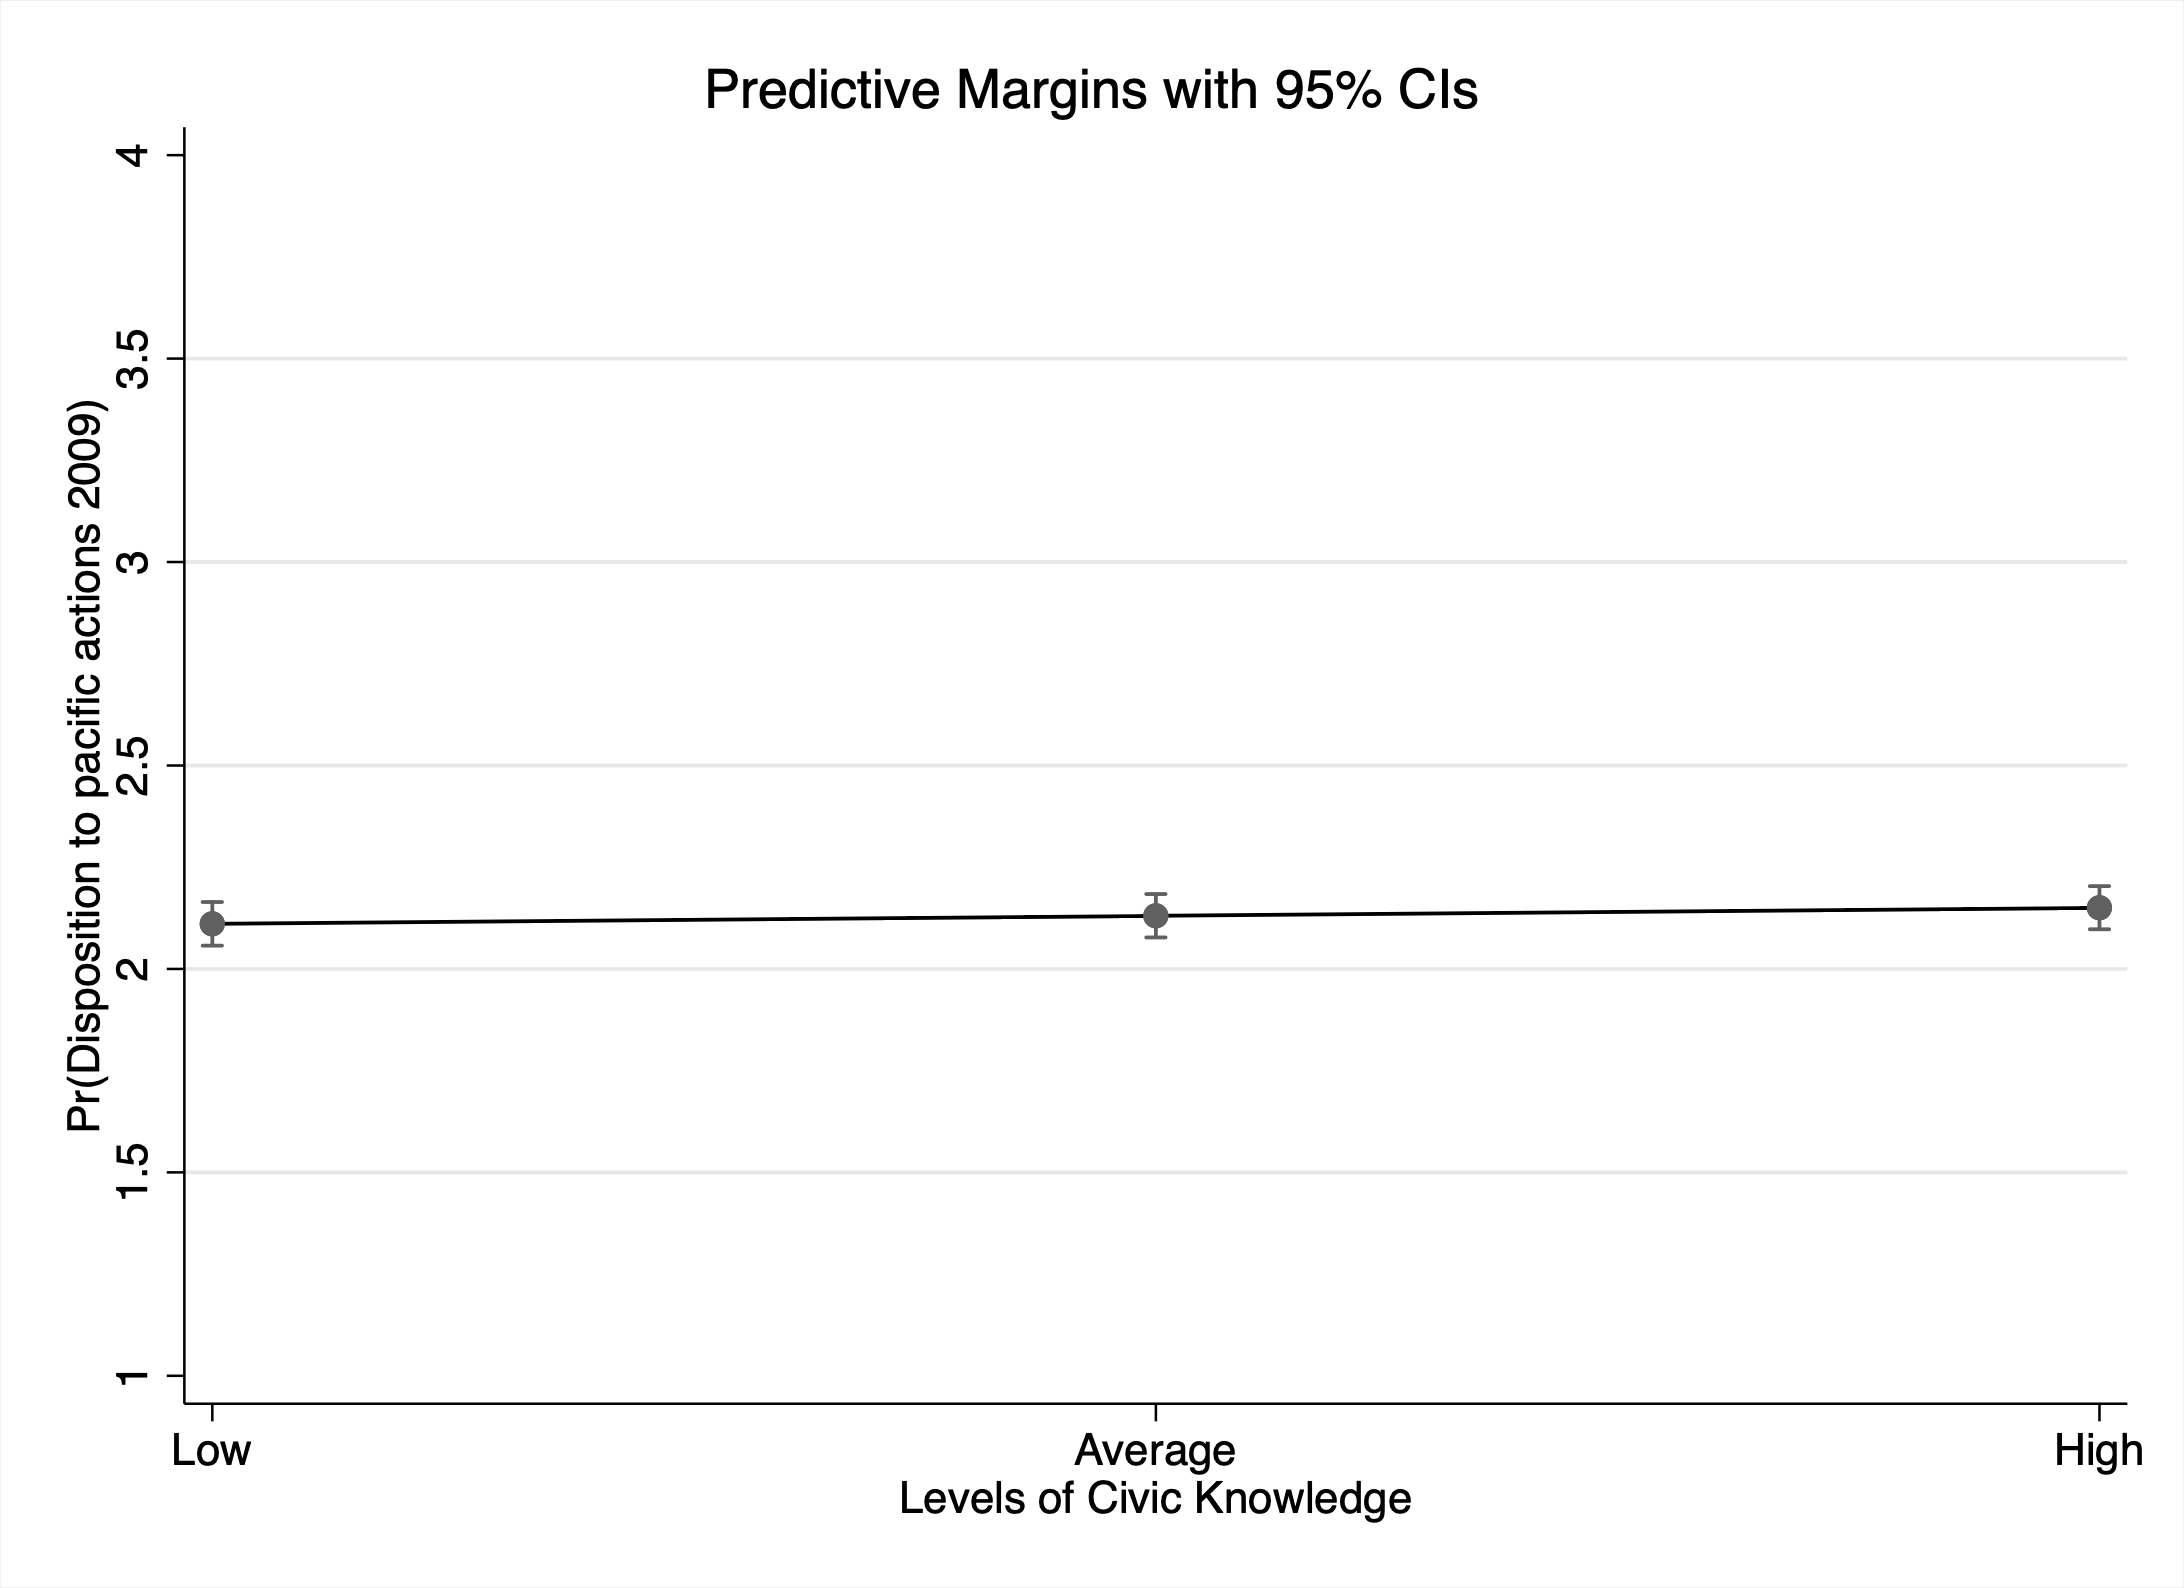 Predictive Margins with 95% CIs
Pr(Disposition to pacific actions 2009)
4
3.5
3
2.5
2
1.5
1
Low Average High
Levels of Civic Knowledge